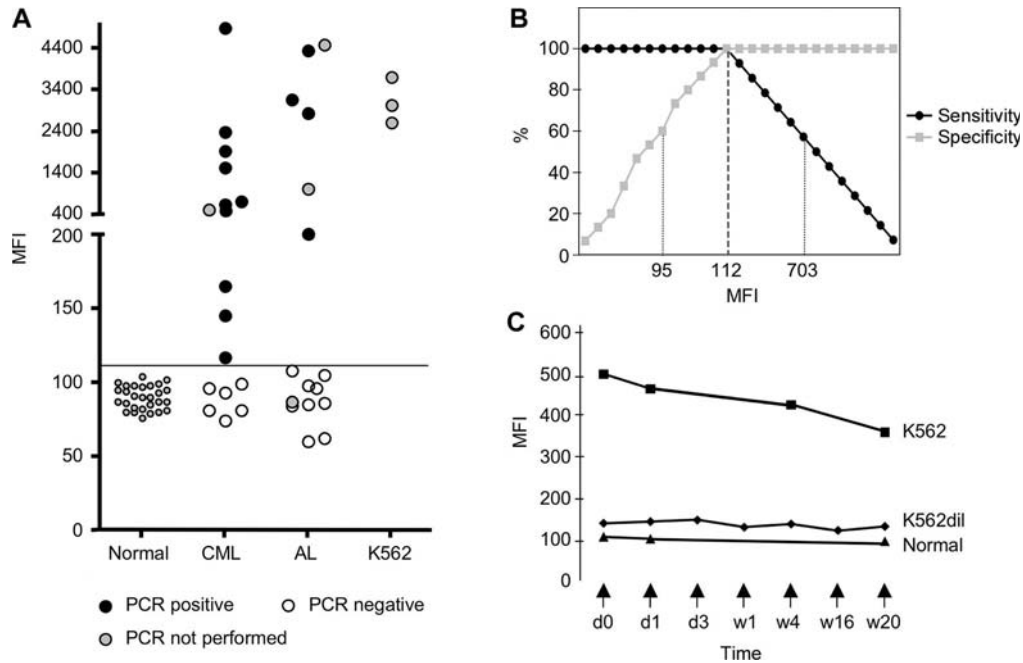 A
MFI
4400
3400
2400
1400
400
200
150
100
50
0
Normal CML AL K562
PCR positive PCR negative
PCR not performed
B
%
100
80
60
40
20
0
95 112 703
MFI
Sensitivity
Specificity
C
MFI
600
500
400
300
200
100
0
K562
K562dil
Normal
d0 d1 d3 w1 w4 w16 w20
Time